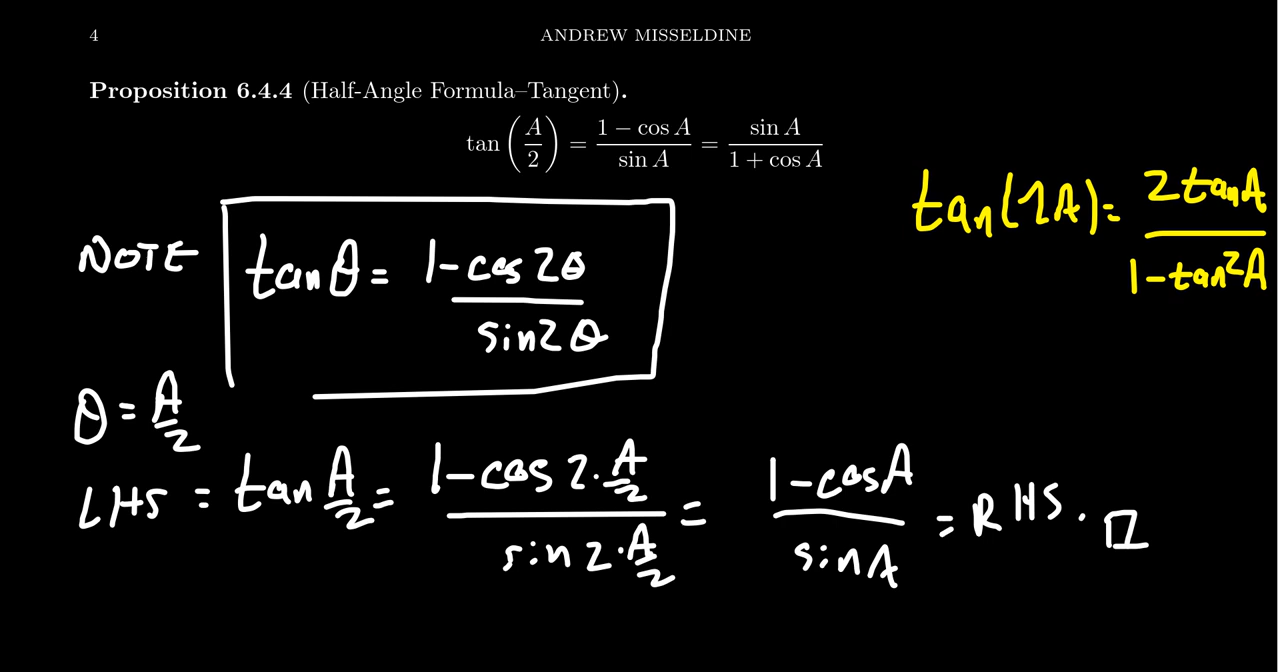 4 ANDREW MISSELDINE
Proposition 6.4.4 (Half-Angle Formula–Tangent).
tan (A/2) = (1 − cos A)/(sin A) = (sin A)/(1 + cos A)
tan(2A) = (2tanA)/(1-tan²A)
NOTE tanθ = (1-cos 2θ)/(sin2θ)
θ = A/2
LHS = tan A/2 = (1-cos 2·A/2)/(sin 2·A/2) = (1-cosA)/(sinA) = RHS. □